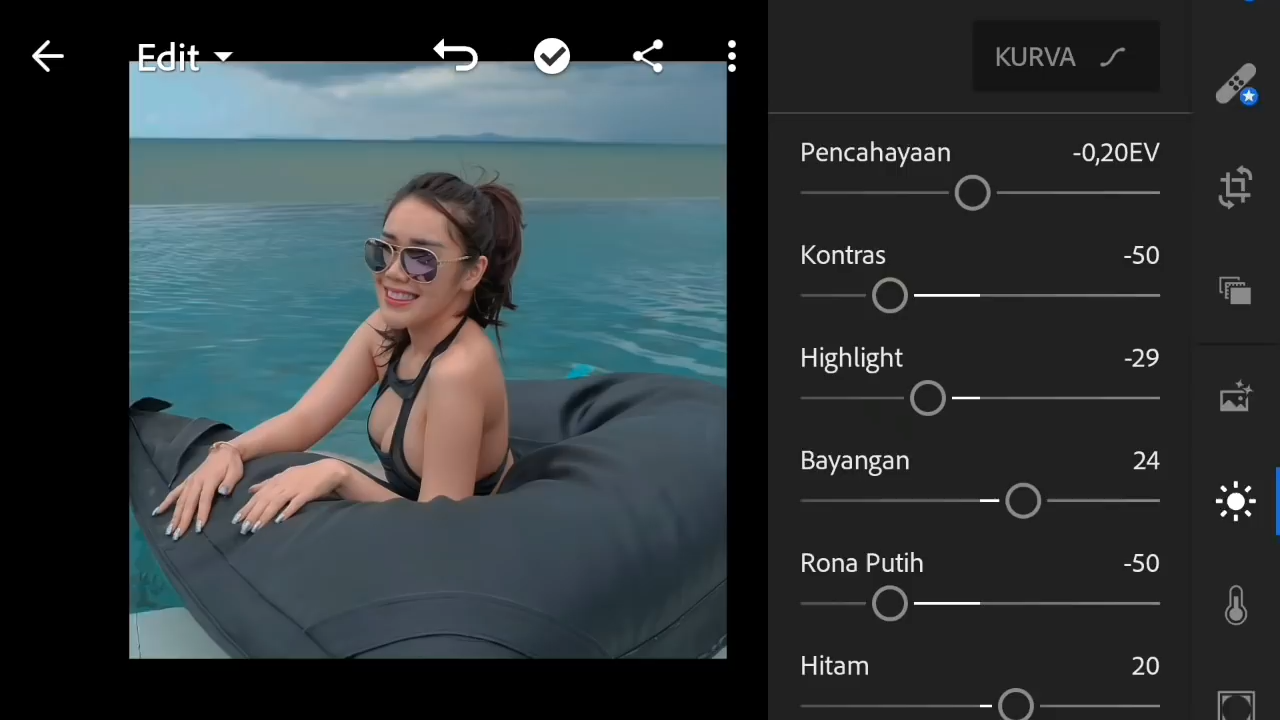 Edit
KURVA
Pencahayaan -0,20EV
Kontras -50
Highlight -29
Bayangan 24
Rona Putih -50
Hitam 20